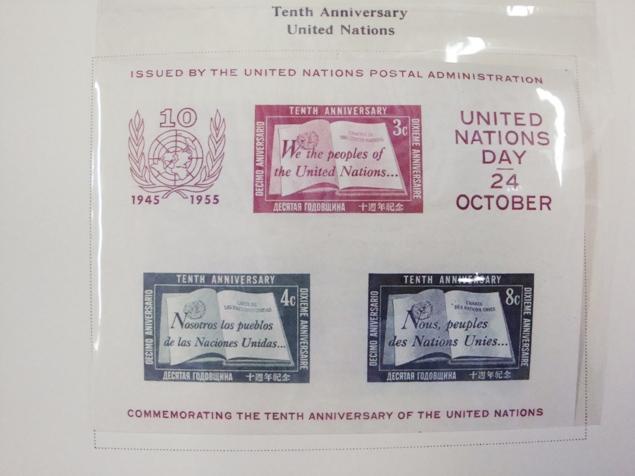 Tenth Anniversary
United Nations
ISSUED BY THE UNITED NATIONS POSTAL ADMINISTRATION
10
1945 1955
TENTH ANNIVERSARY
3c
DECIMO ANIVERSARIO
We the peoples of
the United Nations...
DIXIEME ANNIVERSAIRE
ДЕСЯТАЯ ГОДОВЩИНА 十週年紀念
UNITED
NATIONS
DAY
—
24
OCTOBER
TENTH ANNIVERSARY
4c
DECIMO ANIVERSARIO
Nosotros los pueblos
de las Naciones Unidas...
DIXIEME ANNIVERSAIRE
ДЕСЯТАЯ ГОДОВЩИНА 十週年紀念
TENTH ANNIVERSARY
8c
DECIMO ANIVERSARIO
CHARTE
DES NATIONS UNIES
Nous, peuples
des Nations Unies...
DIXIEME ANNIVERSAIRE
ДЕСЯТАЯ ГОДОВЩИНА 十週年紀念
COMMEMORATING THE TENTH ANNIVERSARY OF THE UNITED NATIONS